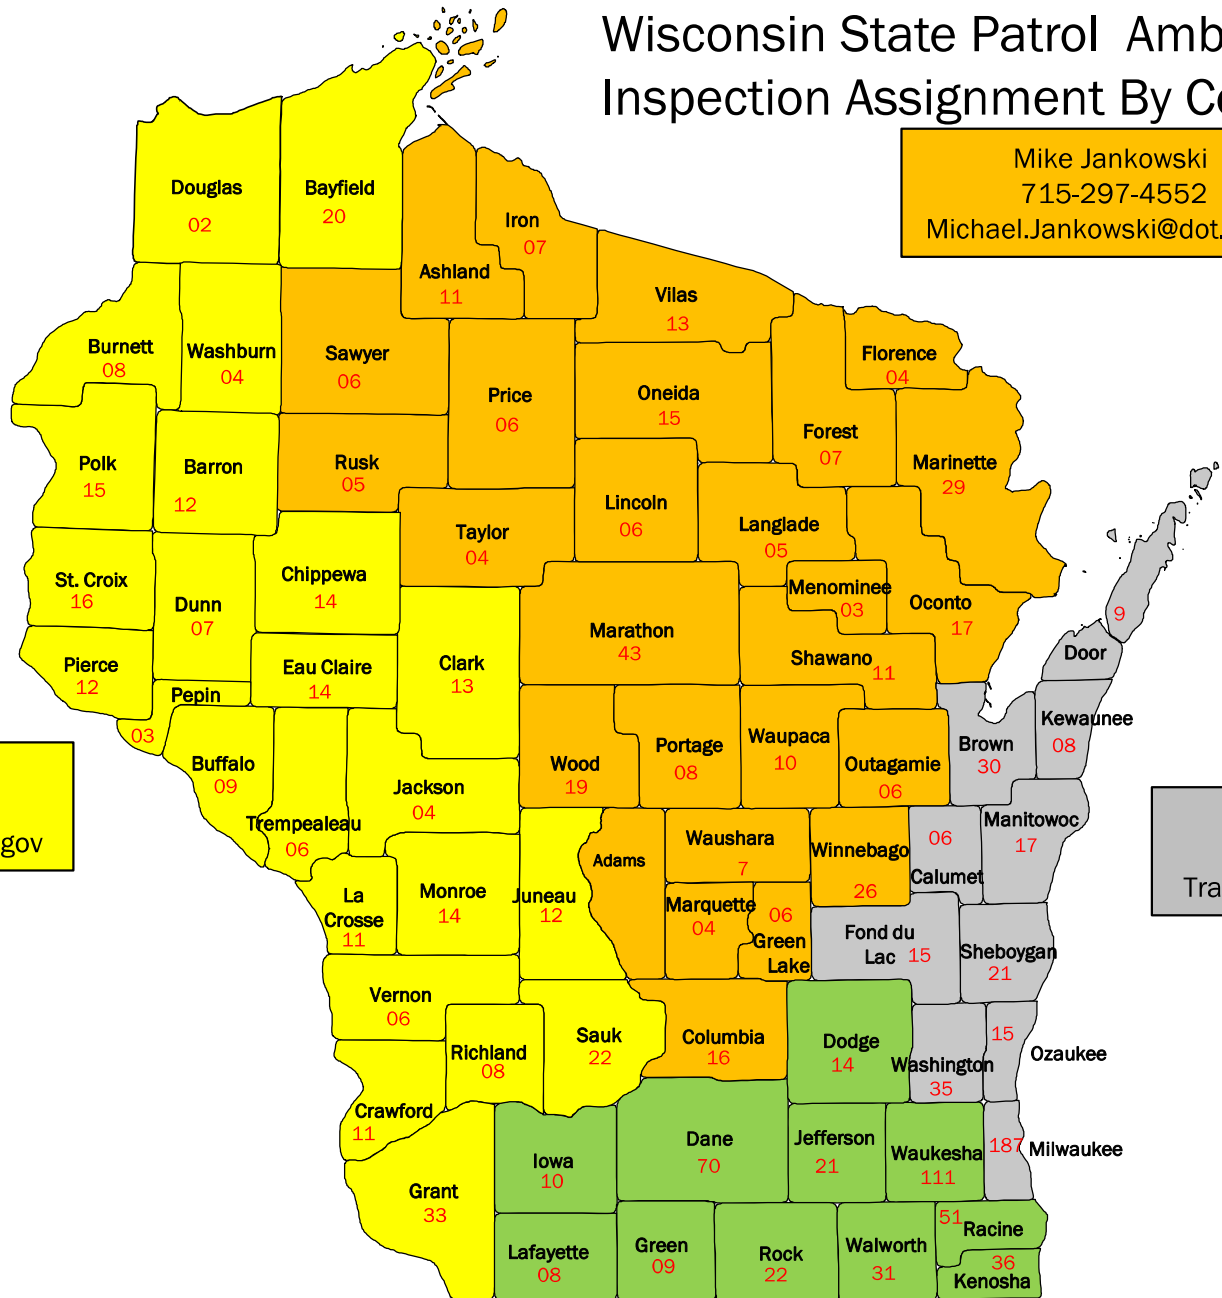 Wisconsin State Patrol Amb
Inspection Assignment By Co
Mike Jankowski
715-297-4552
Michael.Jankowski@dot.
Douglas
02
Bayfield
20
Iron
07
Ashland
11
Vilas
13
Burnett
08
Washburn
04
Sawyer
06
Price
06
Oneida
15
Florence
04
Forest
07
Marinette
29
Polk
15
Barron
12
Rusk
05
Taylor
04
Lincoln
06
Langlade
05
St. Croix
16
Dunn
07
Chippewa
14
Menominee
03
Oconto
17
9
Door
Pierce
12
Pepin
03
Eau Claire
14
Clark
13
Marathon
43
Shawano
11
Kewaunee
08
Buffalo
09
Trempealeau
06
Jackson
04
Wood
19
Portage
08
Waupaca
10
Outagamie
06
Brown
30
gov
Tra
La
Crosse
11
Monroe
14
Juneau
12
Adams
Waushara
7
Winnebago
26
06
Calumet
Manitowoc
17
Marquette
04
06
Green
Lake
Fond du
Lac 15
Sheboygan
21
Vernon
06
Richland
08
Sauk
22
Columbia
16
Dodge
14
Washington
35
15
Ozaukee
Crawford
11
Grant
33
Iowa
10
Dane
70
Jefferson
21
Waukesha
111
187
Milwaukee
Lafayette
08
Green
09
Rock
22
Walworth
31
51
Racine
36
Kenosha